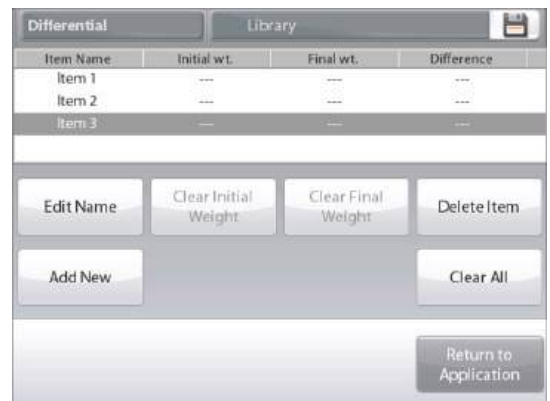 Differential Library
Item Name Initial wt. Final wt. Difference
Item 1 --- --- ---
Item 2 --- --- ---
Item 3 --- --- ---
Edit Name Clear Initial Weight Clear Final Weight Delete Item
Add New Clear All
Return to
Application